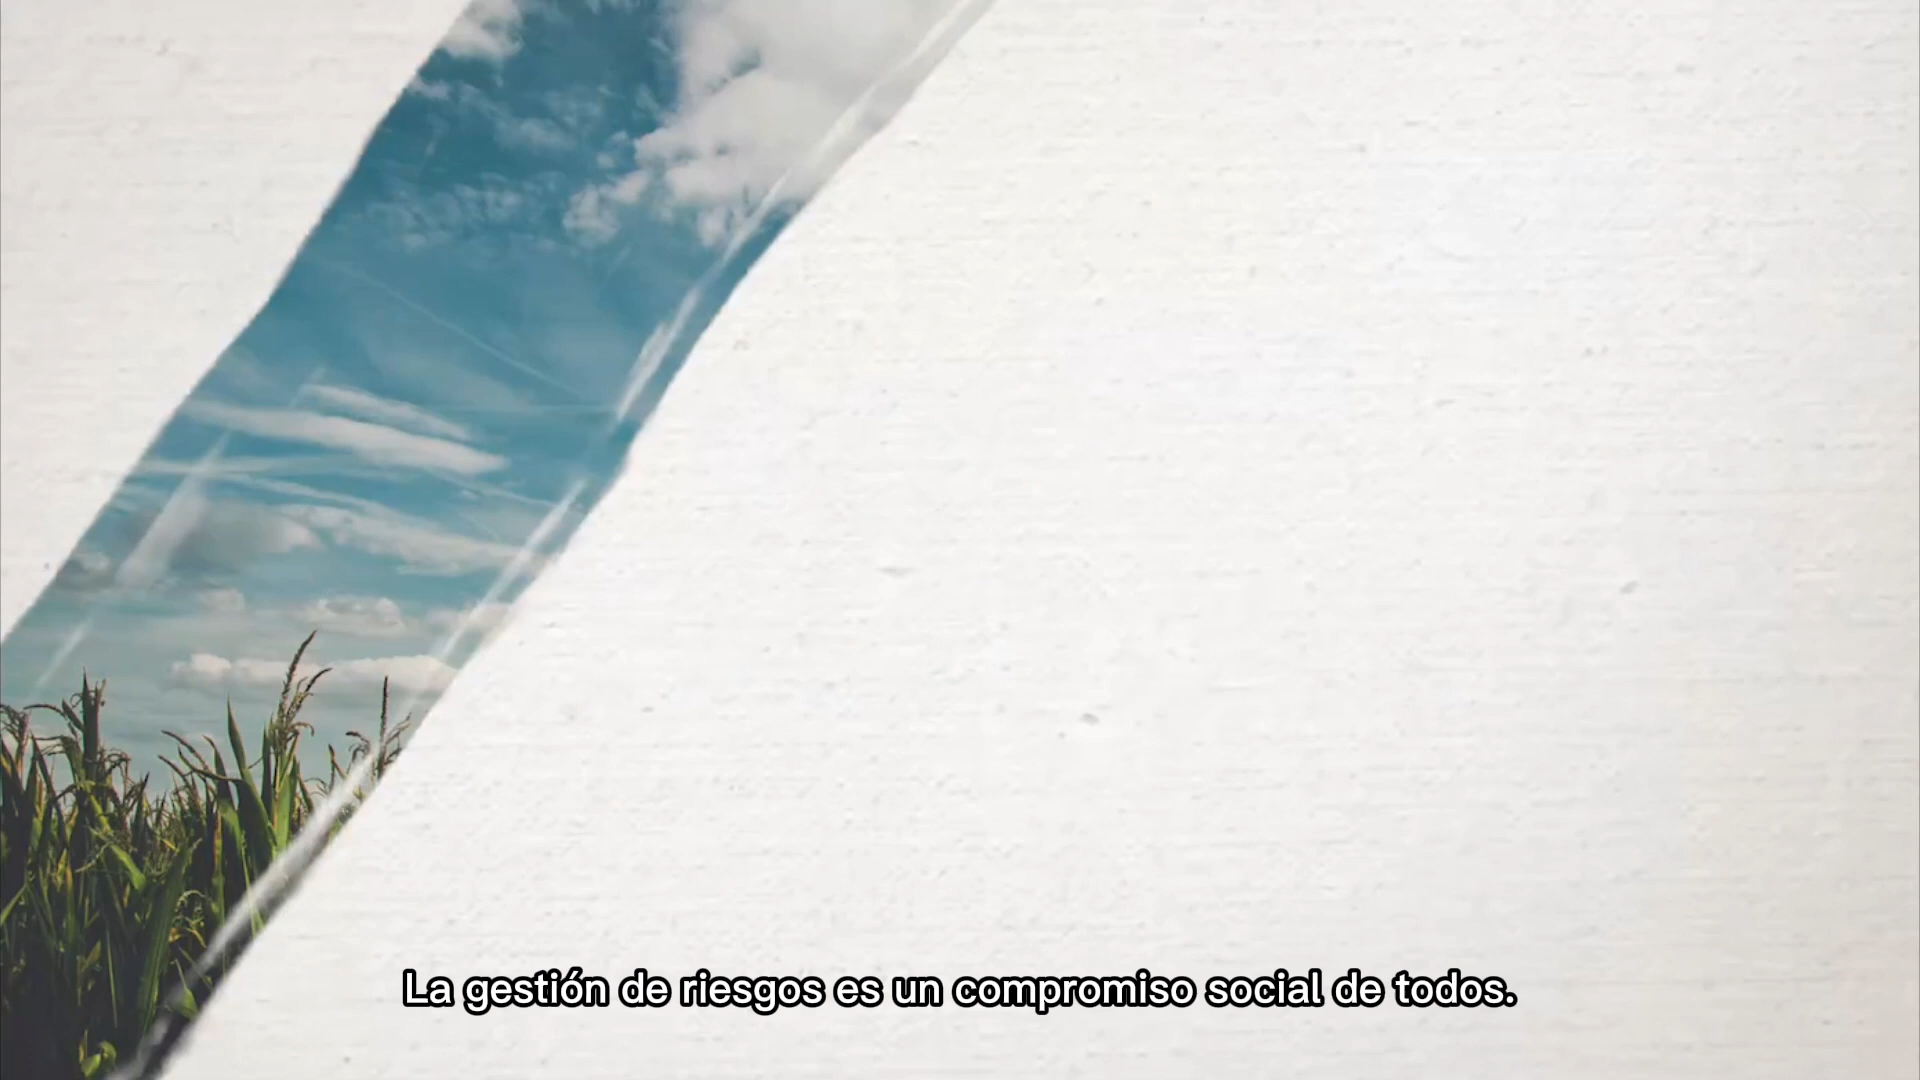 La gestión de riesgos es un compromiso social de todos.